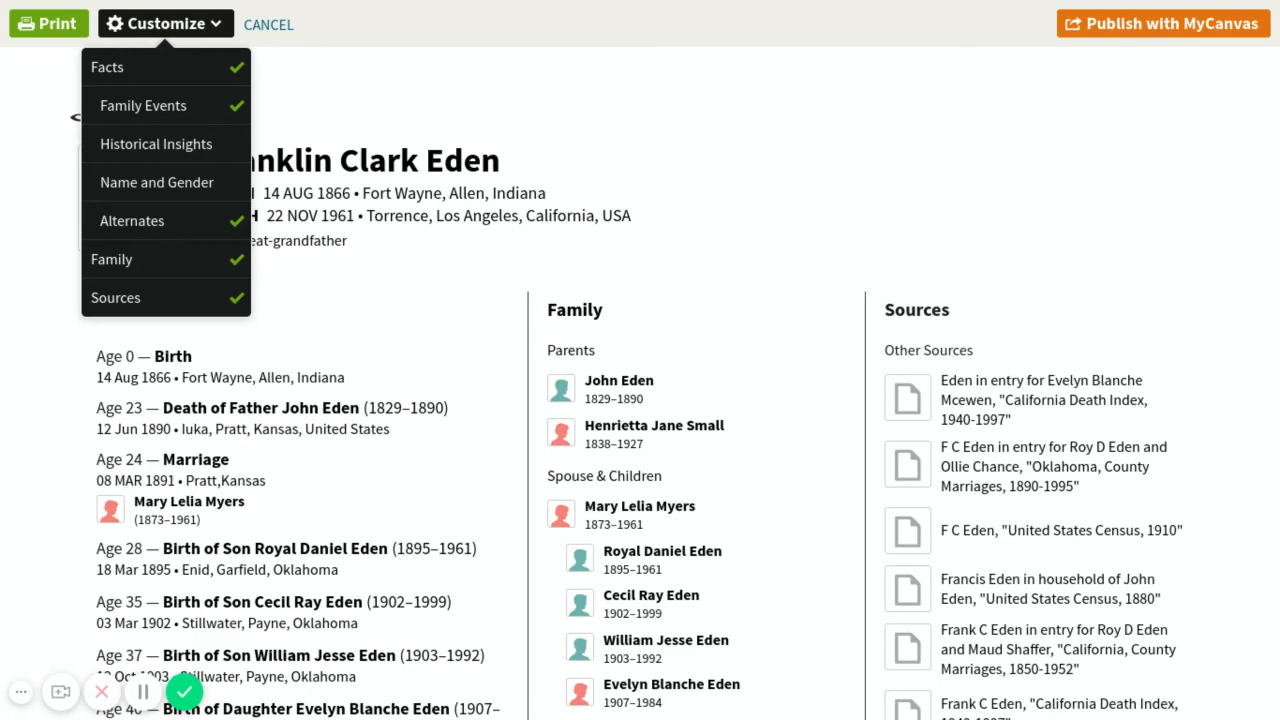 Print
Customize
CANCEL
Publish with MyCanvas
Facts
Family Events
Historical Insights
Name and Gender
Alternates
Family
Sources
nklin Clark Eden
14 AUG 1866 • Fort Wayne, Allen, Indiana
H 22 NOV 1961 • Torrence, Los Angeles, California, USA
eat-grandfather
Age 0 — Birth
14 Aug 1866 • Fort Wayne, Allen, Indiana
Age 23 — Death of Father John Eden (1829–1890)
12 Jun 1890 • Iuka, Pratt, Kansas, United States
Age 24 — Marriage
08 MAR 1891 • Pratt,Kansas
Mary Lelia Myers
(1873–1961)
Age 28 — Birth of Son Royal Daniel Eden (1895–1961)
18 Mar 1895 • Enid, Garfield, Oklahoma
Age 35 — Birth of Son Cecil Ray Eden (1902–1999)
03 Mar 1902 • Stillwater, Payne, Oklahoma
Age 37 — Birth of Son William Jesse Eden (1903–1992)
Oct 1903 • Stillwater, Payne, Oklahoma
Age 40 — Birth of Daughter Evelyn Blanche Eden (1907–
Family
Parents
John Eden
1829–1890
Henrietta Jane Small
1838–1927
Spouse & Children
Mary Lelia Myers
1873–1961
Royal Daniel Eden
1895–1961
Cecil Ray Eden
1902–1999
William Jesse Eden
1903–1992
Evelyn Blanche Eden
1907–1984
Sources
Other Sources
Eden in entry for Evelyn Blanche
Mcewen, "California Death Index,
1940-1997"
F C Eden in entry for Roy D Eden and
Ollie Chance, "Oklahoma, County
Marriages, 1890-1995"
F C Eden, "United States Census, 1910"
Francis Eden in household of John
Eden, "United States Census, 1880"
Frank C Eden in entry for Roy D Eden
and Maud Shaffer, "California, County
Marriages, 1850-1952"
Frank C Eden, "California Death Index,
1940-1997"